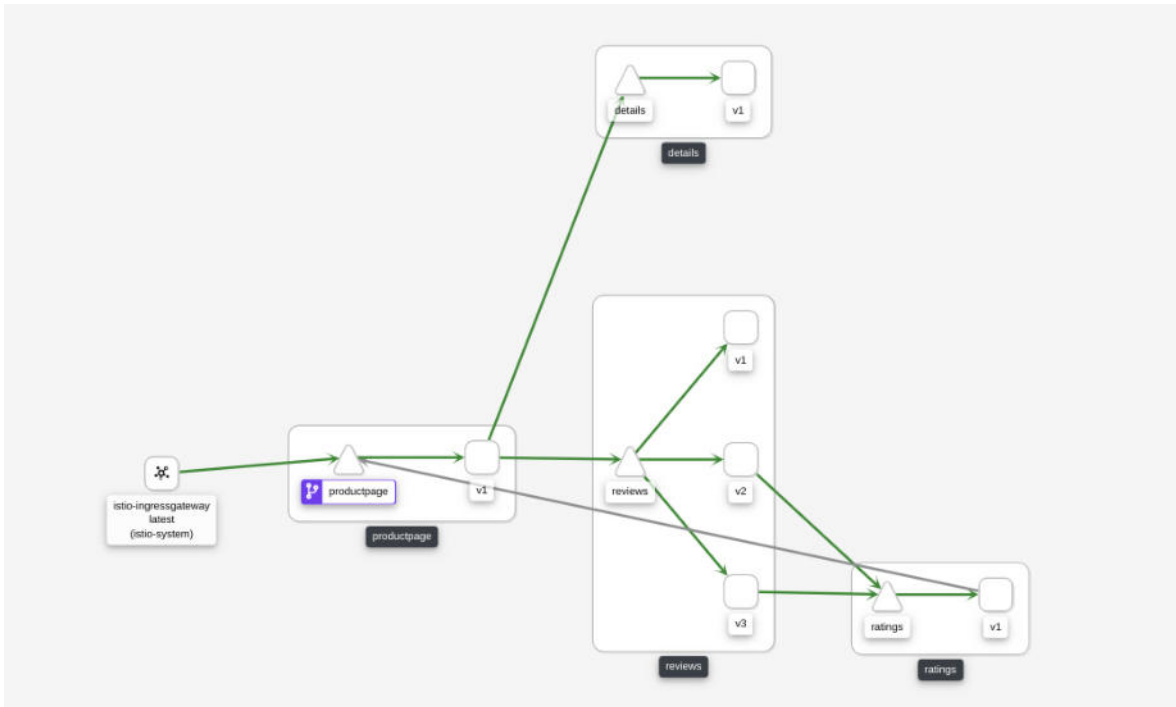 details
v1
details
v1
reviews
v2
v3
reviews
istio-ingressgateway
latest
(istio-system)
productpage
v1
productpage
ratings
v1
ratings